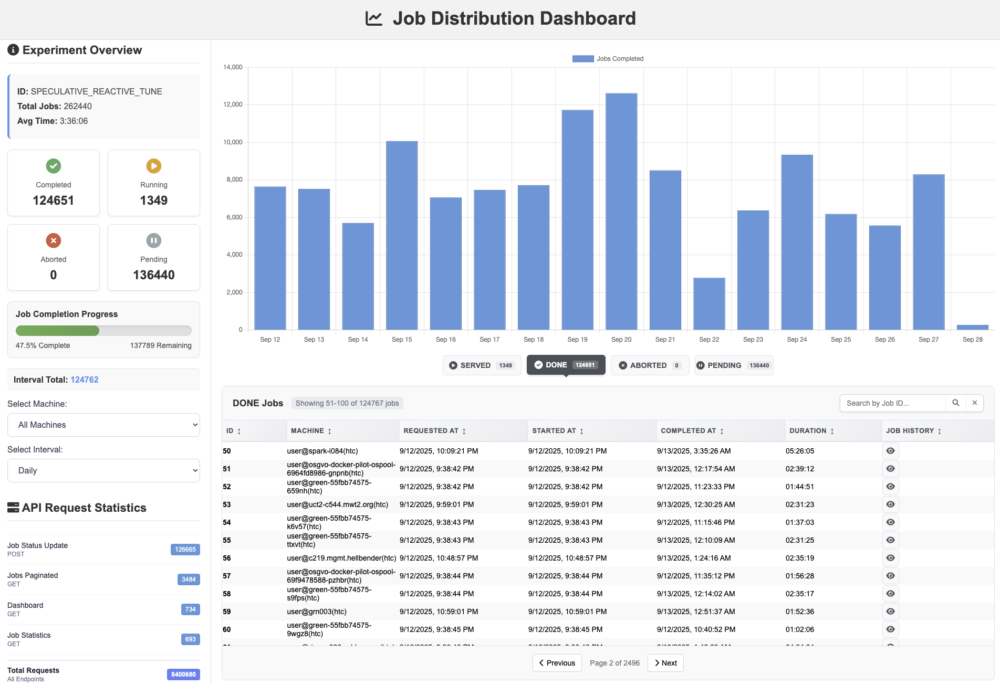 Job Distribution Dashboard
Experiment Overview
ID: SPECULATIVE_REACTIVE_TUNE
Total Jobs: 262440
Avg Time: 3:36:06
Completed
124651
Running
1349
Aborted
0
Pending
136440
Job Completion Progress
47.5% Complete
137789 Remaining
Interval Total: 124762
Select Machine:
All Machines
Select Interval:
Daily
API Request Statistics
Job Status Update
POST
126665
Jobs Paginated
GET
3484
Dashboard
GET
734
Job Statistics
GET
693
Total Requests
All Endpoints
8400680
Jobs Completed
14,000
12,000
10,000
8,000
6,000
4,000
2,000
0
Sep 12 Sep 13 Sep 14 Sep 15 Sep 16 Sep 17 Sep 18 Sep 19 Sep 20 Sep 21 Sep 22 Sep 23 Sep 24 Sep 25 Sep 26 Sep 27 Sep 28
SERVED 1349 DONE 124651 ABORTED 0 PENDING 136440
DONE Jobs Showing 51-100 of 124767 jobs Search by Job ID...
ID MACHINE REQUESTED AT STARTED AT COMPLETED AT DURATION JOB HISTORY
50 user@spark-i084(htc) 9/12/2025, 10:09:21 PM 9/12/2025, 10:09:21 PM 9/13/2025, 3:35:26 AM 05:26:05
51 user@osgvo-docker-pilot-ospool-
6964fd8986-gnpnb(htc) 9/12/2025, 9:38:42 PM 9/12/2025, 9:38:42 PM 9/13/2025, 12:17:54 AM 02:39:12
52 user@green-55fbb74575-
659nh(htc) 9/12/2025, 9:38:42 PM 9/12/2025, 9:38:42 PM 9/12/2025, 11:23:33 PM 01:44:51
53 user@uct2-c544.mwt2.org(htc) 9/12/2025, 9:59:01 PM 9/12/2025, 9:59:01 PM 9/13/2025, 12:30:25 AM 02:31:23
54 user@green-55fbb74575-
k6v57(htc) 9/12/2025, 9:38:43 PM 9/12/2025, 9:38:43 PM 9/12/2025, 11:15:46 PM 01:37:03
55 user@green-55fbb74575-
ttxvt(htc) 9/12/2025, 9:38:43 PM 9/12/2025, 9:38:43 PM 9/13/2025, 12:10:09 AM 02:31:25
56 user@c219.mgmt.hellbender(htc) 9/12/2025, 10:48:57 PM 9/12/2025, 10:48:57 PM 9/13/2025, 1:24:16 AM 02:35:19
57 user@osgvo-docker-pilot-ospool-
69f9478588-pzhbr(htc) 9/12/2025, 9:38:44 PM 9/12/2025, 9:38:44 PM 9/12/2025, 11:35:12 PM 01:56:28
58 user@green-55fbb74575-
s9fps(htc) 9/12/2025, 9:38:44 PM 9/12/2025, 9:38:44 PM 9/13/2025, 12:14:02 AM 02:35:17
59 user@grn003(htc) 9/12/2025, 10:59:01 PM 9/12/2025, 10:59:01 PM 9/13/2025, 12:51:37 AM 01:52:36
60 user@green-55fbb74575-
9wgz8(htc) 9/12/2025, 9:38:45 PM 9/12/2025, 9:38:45 PM 9/12/2025, 10:40:52 PM 01:02:06
Previous Page 2 of 2496 Next